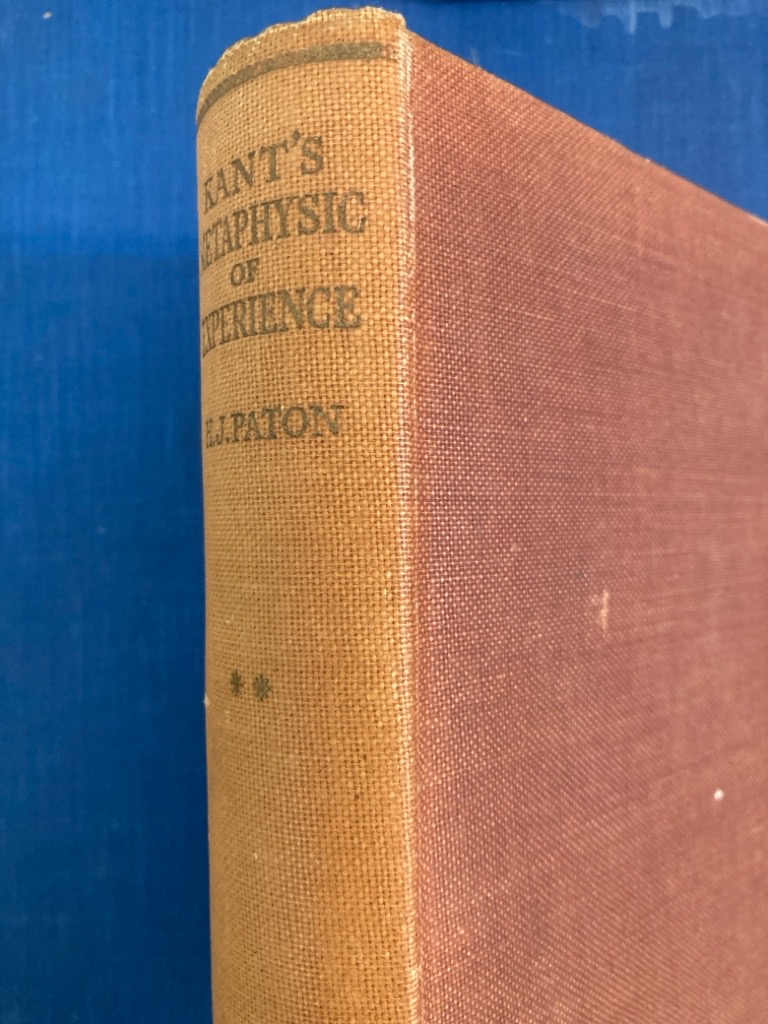 KANT'S
METAPHYSIC
OF
EXPERIENCE
H.J.PATON
**